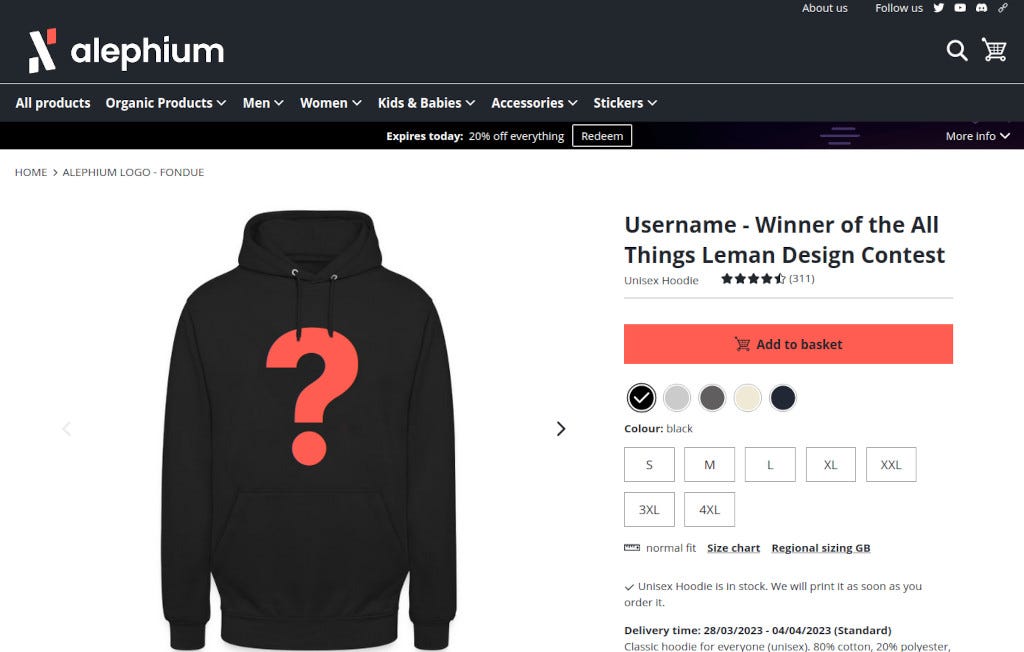 About us Follow us
alephium
All products Organic Products Men Women Kids & Babies Accessories Stickers
Expires today: 20% off everything Redeem More info
HOME > ALEPHIUM LOGO - FONDUE
Username - Winner of the All
Things Leman Design Contest
Unisex Hoodie (311)
?
Add to basket
Colour: black
S M L XL XXL
3XL 4XL
normal fit Size chart Regional sizing GB
Unisex Hoodie is in stock. We will print it as soon as you
order it.
Delivery time: 28/03/2023 - 04/04/2023 (Standard)
Classic hoodie for everyone (unisex). 80% cotton, 20% polyester,